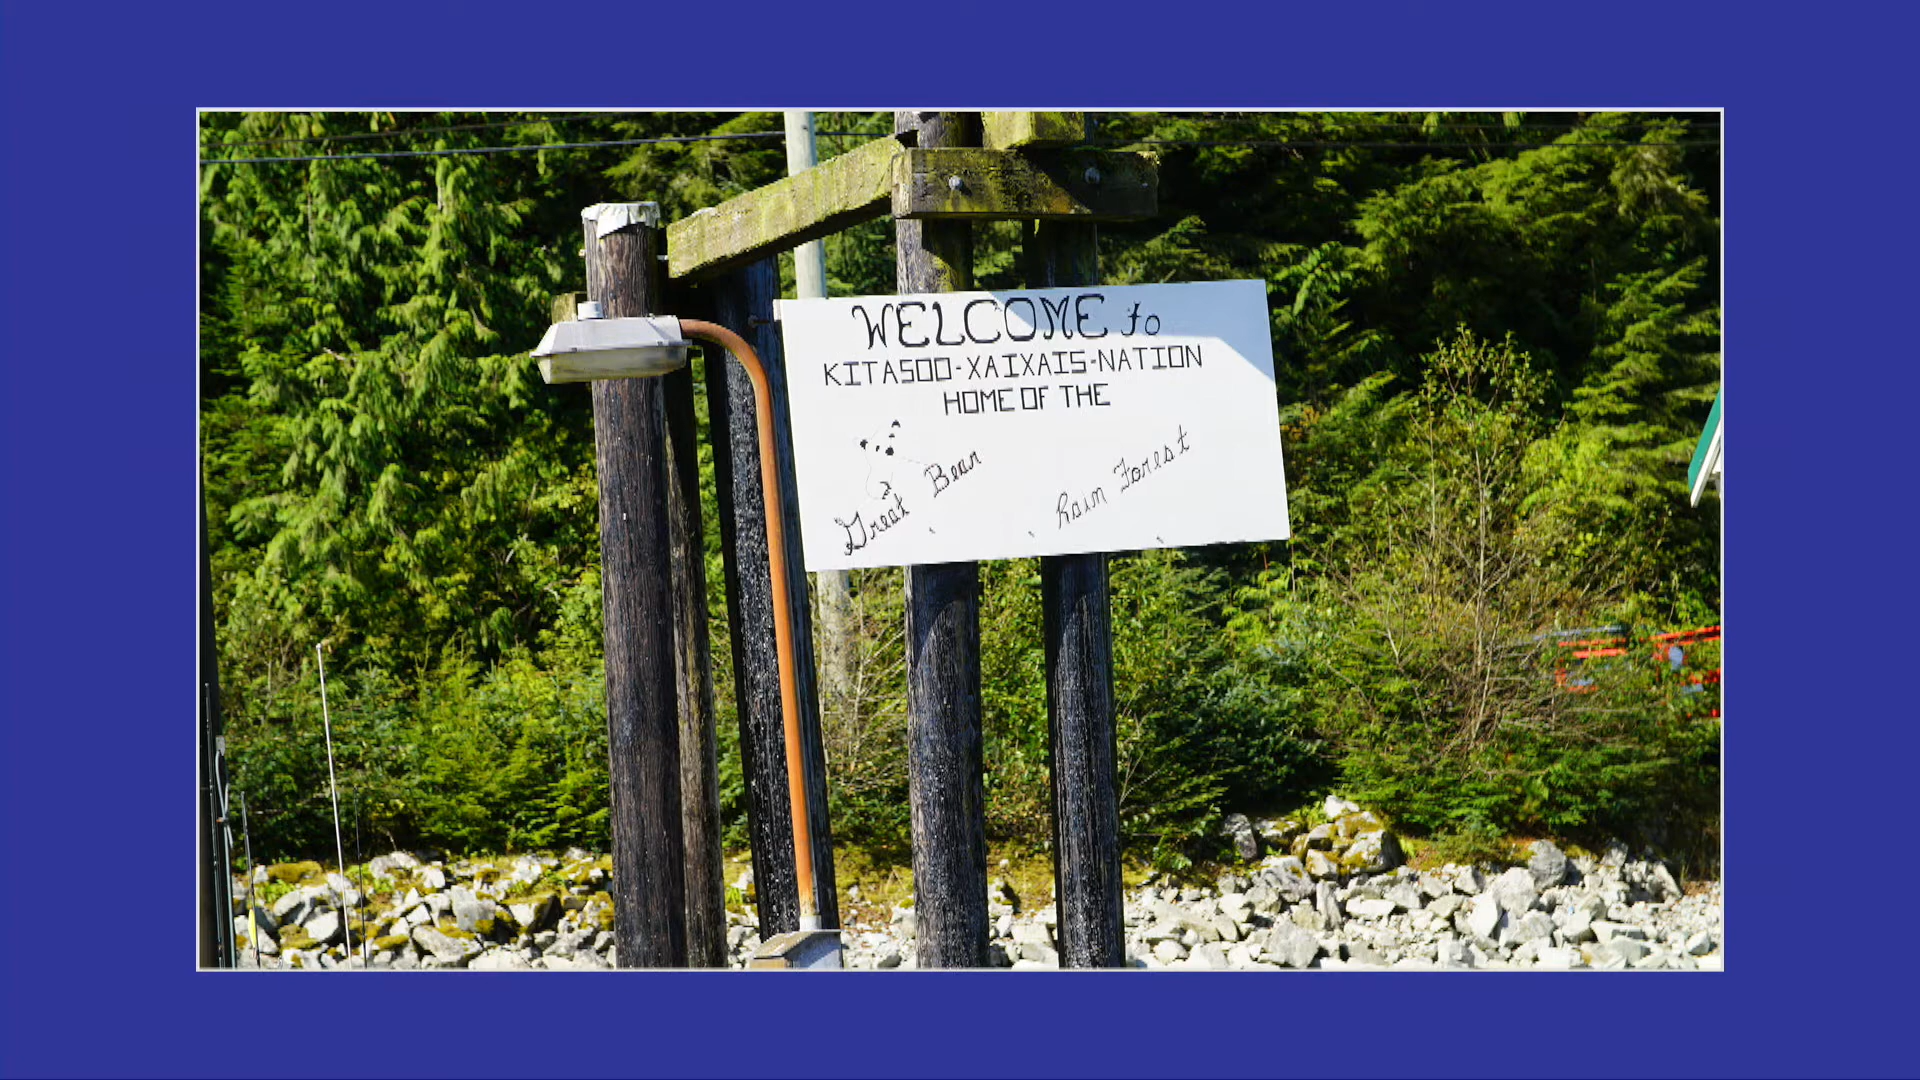 WELCOME to
KITASOO-XAIXAIS-NATION
HOME OF THE
Great Bear Rain Forest